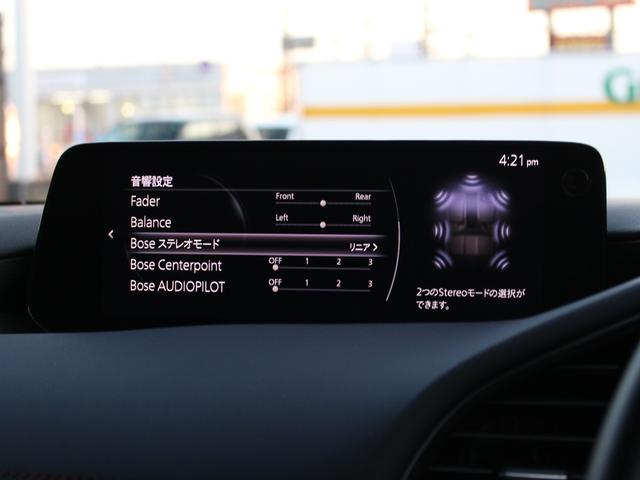 4:21 pm
音響設定
Fader Front Rear
Balance Left Right
Bose ステレオモード リニア
Bose Centerpoint OFF 1 2 3
Bose AUDIOPILOT OFF 1 2 3
2つのStereoモードの選択が
できます。